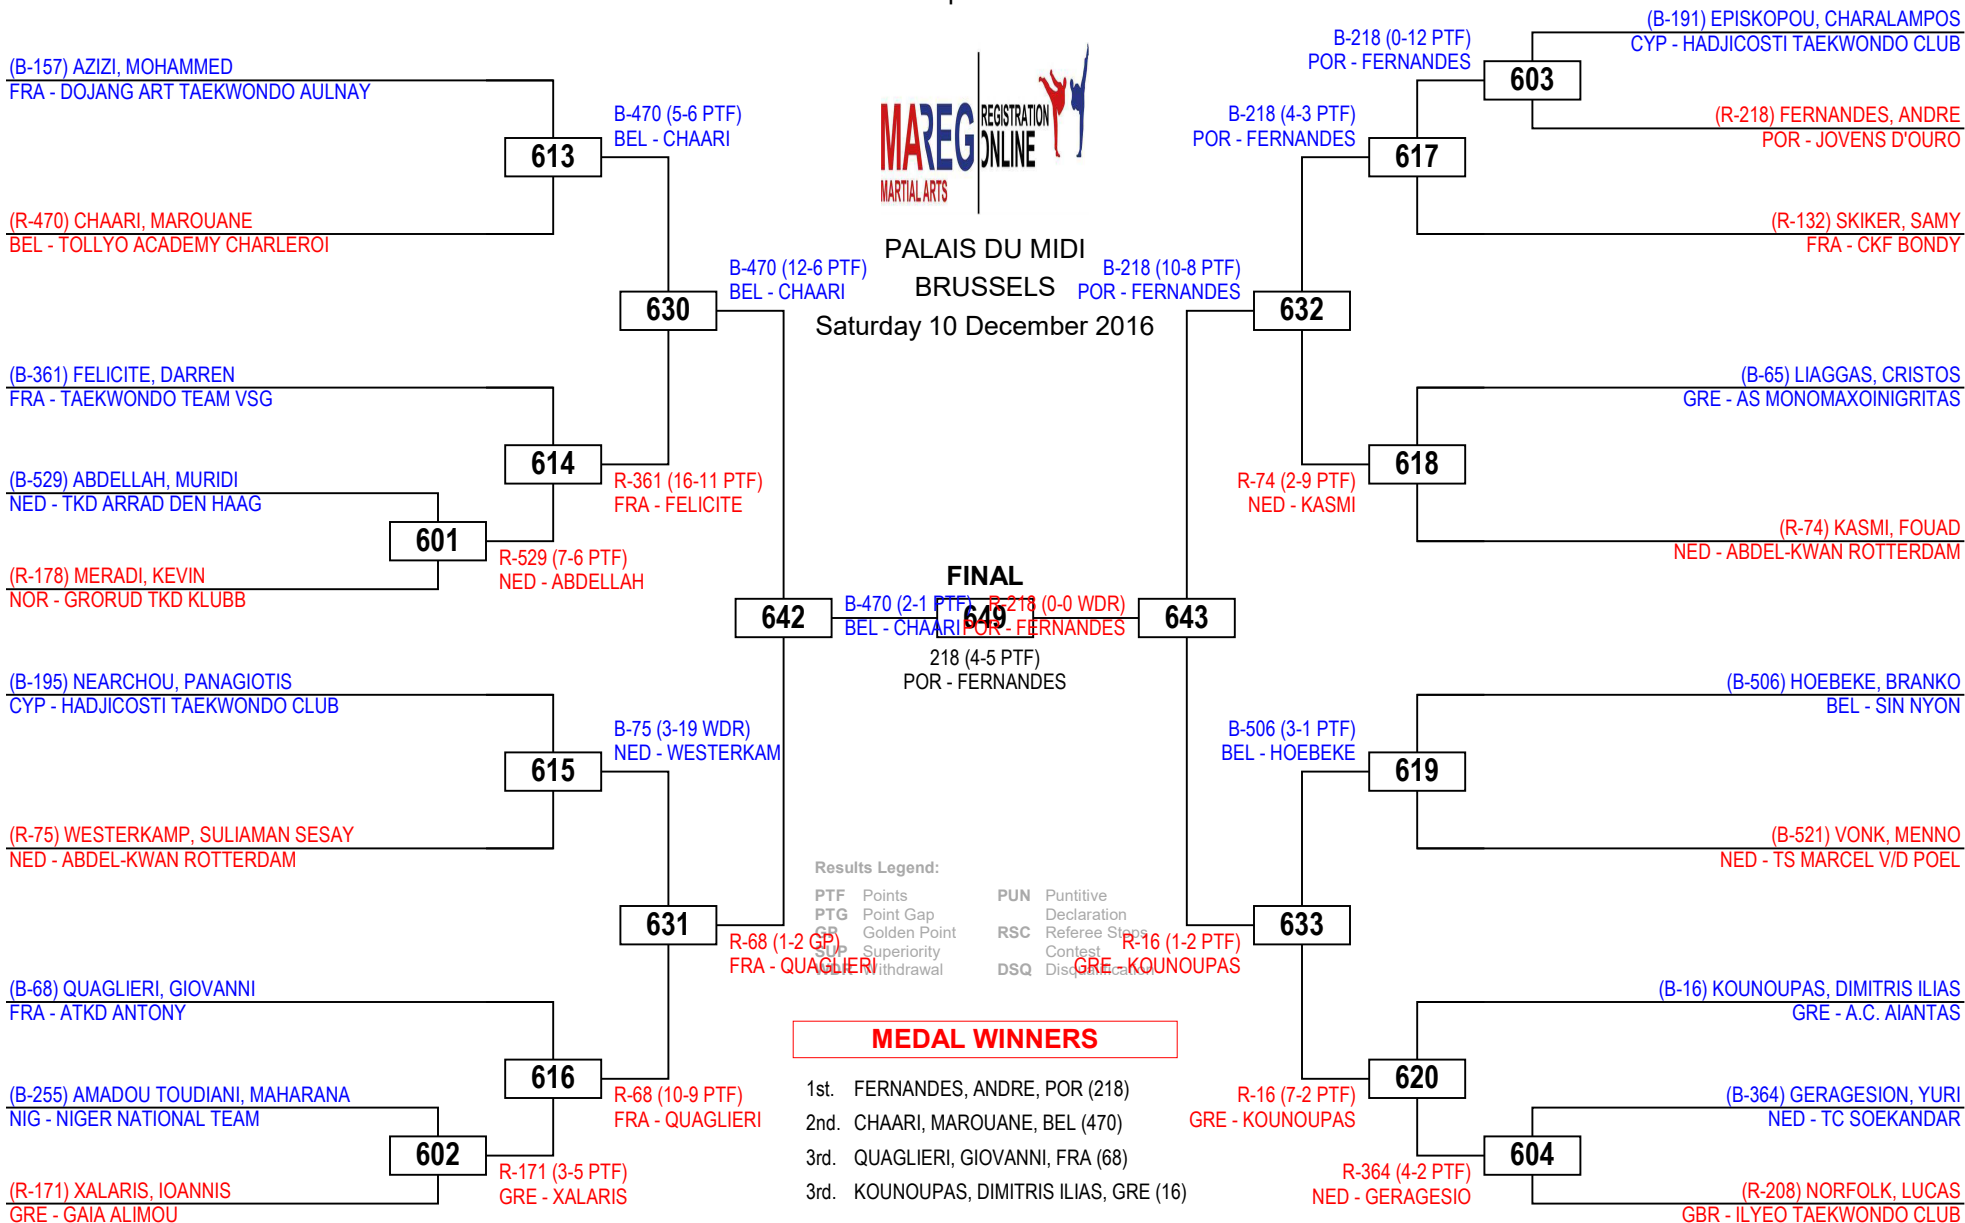 (B-157) AZIZI, MOHAMMED
FRA - DOJANG ART TAEKWONDO AULNAY
613
B-470 (5-6 PTF)
BEL - CHAARI
(R-470) CHAARI, MAROUANE
BEL - TOLLYO ACADEMY CHARLEROI
630
B-470 (12-6 PTF)
BEL - CHAARI
(B-361) FELICITE, DARREN
FRA - TAEKWONDO TEAM VSG
614
R-361 (16-11 PTF)
FRA - FELICITE
(B-529) ABDELLAH, MURIDI
NED - TKD ARRAD DEN HAAG
601
R-529 (7-6 PTF)
NED - ABDELLAH
(R-178) MERADI, KEVIN
NOR - GRORUD TKD KLUBB
642
(B-195) NEARCHOU, PANAGIOTIS
CYP - HADJICOSTI TAEKWONDO CLUB
615
B-75 (3-19 WDR)
NED - WESTERKAM
(R-75) WESTERKAMP, SULIAMAN SESAY
NED - ABDEL-KWAN ROTTERDAM
631
R-68 (1-2 GP)
FRA - QUAGLIERI
(B-68) QUAGLIERI, GIOVANNI
FRA - ATKD ANTONY
616
R-68 (10-9 PTF)
FRA - QUAGLIERI
(B-255) AMADOU TOUDIANI, MAHARANA
NIG - NIGER NATIONAL TEAM
602
R-171 (3-5 PTF)
GRE - XALARIS
(R-171) XALARIS, IOANNIS
GRE - GAIA ALIMOU
MAREG
REGISTRATION
ONLINE
MARTIAL ARTS
PALAIS DU MIDI
BRUSSELS
Saturday 10 December 2016
FINAL
B-470 (2-1 PTF)
BEL - CHAARI
649
R-218 (0-0 WDR)
POR - FERNANDES
218 (4-5 PTF)
POR - FERNANDES
Results Legend:
PTF Points
PTG Point Gap
GP Golden Point
SUP Superiority
WDR Withdrawal
PUN Puntitive
Declaration
RSC Referee Stops
Contest
DSQ Disqualification
MEDAL WINNERS
1st. FERNANDES, ANDRE, POR (218)
2nd. CHAARI, MAROUANE, BEL (470)
3rd. QUAGLIERI, GIOVANNI, FRA (68)
3rd. KOUNOUPAS, DIMITRIS ILIAS, GRE (16)
(B-191) EPISKOPOU, CHARALAMPOS
CYP - HADJICOSTI TAEKWONDO CLUB
603
B-218 (0-12 PTF)
POR - FERNANDES
(R-218) FERNANDES, ANDRE
POR - JOVENS D'OURO
617
B-218 (4-3 PTF)
POR - FERNANDES
(R-132) SKIKER, SAMY
FRA - CKF BONDY
632
B-218 (10-8 PTF)
POR - FERNANDES
(B-65) LIAGGAS, CRISTOS
GRE - AS MONOMAXOINIGRITAS
618
R-74 (2-9 PTF)
NED - KASMI
(R-74) KASMI, FOUAD
NED - ABDEL-KWAN ROTTERDAM
643
(B-506) HOEBEKE, BRANKO
BEL - SIN NYON
619
B-506 (3-1 PTF)
BEL - HOEBEKE
(B-521) VONK, MENNO
NED - TS MARCEL V/D POEL
633
R-16 (1-2 PTF)
GRE - KOUNOUPAS
(B-16) KOUNOUPAS, DIMITRIS ILIAS
GRE - A.C. AIANTAS
620
R-16 (7-2 PTF)
GRE - KOUNOUPAS
(B-364) GERAGESION, YURI
NED - TC SOEKANDAR
604
R-364 (4-2 PTF)
NED - GERAGESIO
(R-208) NORFOLK, LUCAS
GBR - ILYEO TAEKWONDO CLUB